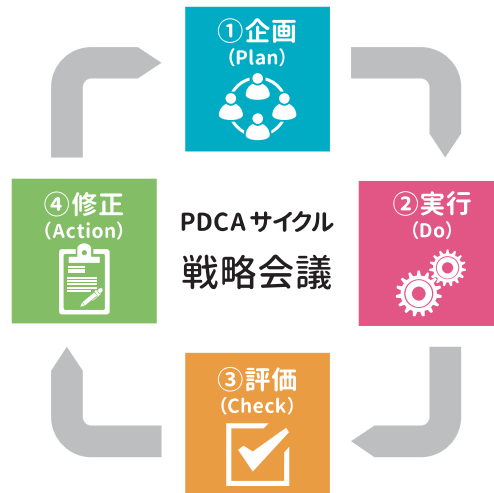 ①企画
(Plan)
②実行
(Do)
④修正
(Action)
PDCAサイクル
戦略会議
③評価
(Check)